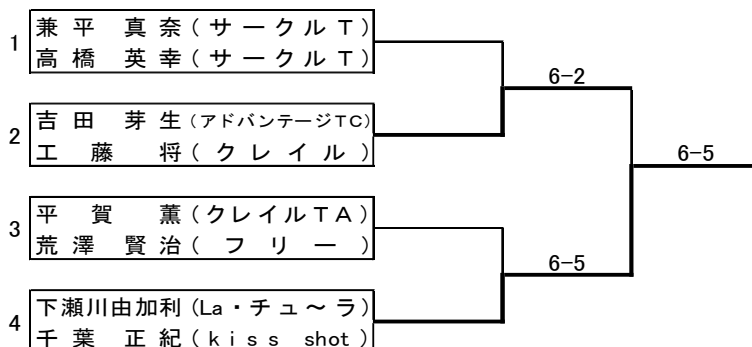 1
兼平 真奈 (サークルT)
高橋 英幸 (サークルT)
6-2
2
吉田 芽生 (アドバンテージTC)
工藤 将 (クレイル)
6-5
3
平賀 薫 (クレイルTA)
荒澤 賢治 (フリー)
6-5
4
下瀬川由加利 (La・チュ~ラ)
千葉 正紀 (kiss shot)